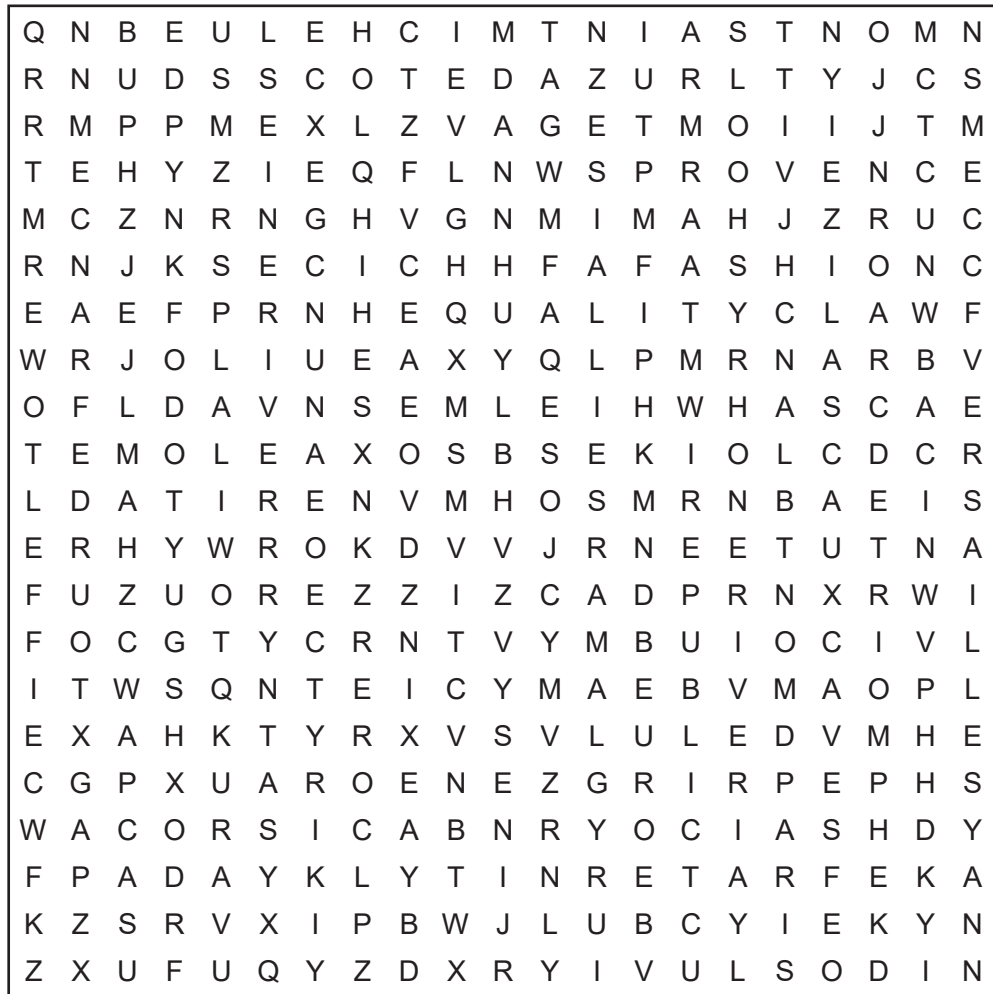 Q N B E U L E H C I M T N I A S T N O M N
R N U D S S C O T E D A Z U R L T Y J C S
R M P P M E X L Z V A G E T M O I I J T M
T E H Y Z I E Q F L N W S P R O V E N C E
M C Z N R N G H V G N M I M A H J Z R U C
R N J K S E C I C H H F A F A S H I O N C
E A E F P R N H E Q U A L I T Y C L A W F
W R J O L I U E A X Y Q L P M R N A R B V
O F L D A V N S E M L E I H W H A S C A E
T E M O L E A X O S B S E K I O L C D C R
L D A T I R E N V M H O S M R N B A E I S
E R H Y W R O K D V V J R N E E T U T N A
F U Z U O R E Z Z I Z C A D P R N X R W I
F O C G T Y C R N T V Y M B U I O C I V L
I T W S Q N T E I C Y M A E B V M A O P L
E X A H K T Y R X V S V L U L E D V M H E
C G P X U A R O E N E Z G R I R P E P H S
W A C O R S I C A B N R Y O C I A S H D Y
F P A D A Y K L Y T I N R E T A R F E K A
K Z S R V X I P B W J L U B C Y I E K Y N
Z X U F U Q Y Z D X R Y I V U L S O D I N